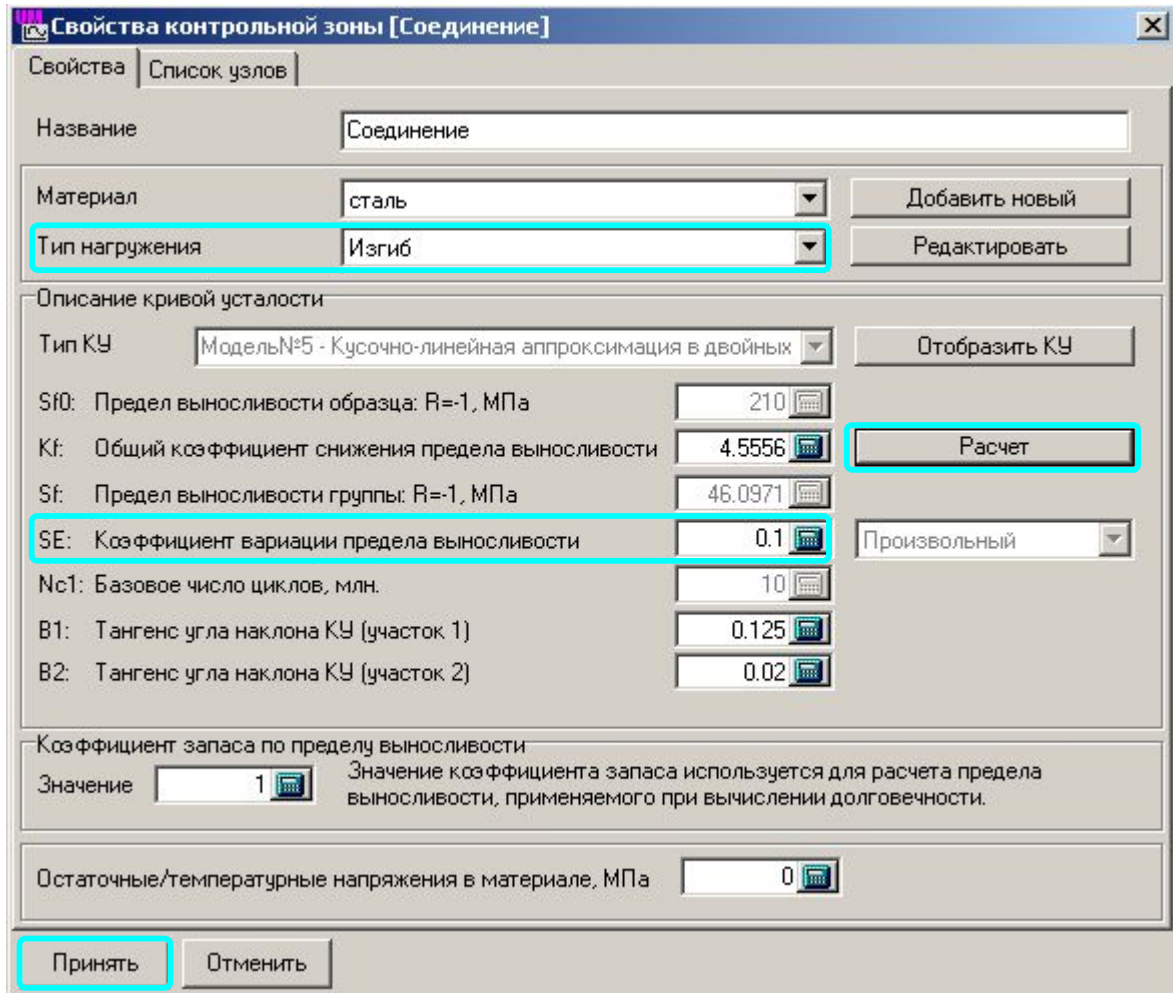 Свойства контрольной зоны [Соединение]
Свойства Список узлов
Название Соединение
Материал сталь Добавить новый
Тип нагружения Изгиб Редактировать
Описание кривой усталости
Тип КУ Модель№5 - Кусочно-линейная аппроксимация в двойных Отобразить КУ
Sf0: Предел выносливости образца: R=-1, МПа 210
Kf: Общий коэффициент снижения предела выносливости 4.5556 Расчет
Sf: Предел выносливости группы: R=-1, МПа 46.0971
SE: Коэффициент вариации предела выносливости 0.1 Произвольный
Nc1: Базовое число циклов, млн. 10
B1: Тангенс угла наклона КУ (участок 1) 0.125
B2: Тангенс угла наклона КУ (участок 2) 0.02
Коэффициент запаса по пределу выносливости
Значение 1 Значение коэффициента запаса используется для расчета предела
выносливости, применяемого при вычислении долговечности.
Остаточные/температурные напряжения в материале, МПа 0
Принять Отменить